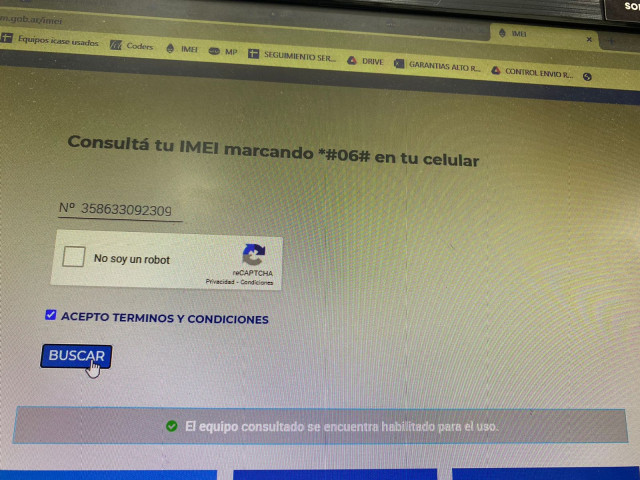 m.gob.ar/imei
IMEI
Equipos icase usados Coders IMEI MP SEGUIMIENTO SER... DRIVE GARANTIAS ALTO R... CONTROL ENVIO R...
Consultá tu IMEI marcando *#06# en tu celular
Nº 358633092309
No soy un robot
reCAPTCHA
Privacidad - Condiciones
ACEPTO TERMINOS Y CONDICIONES
BUSCAR
El equipo consultado se encuentra habilitado para el uso.